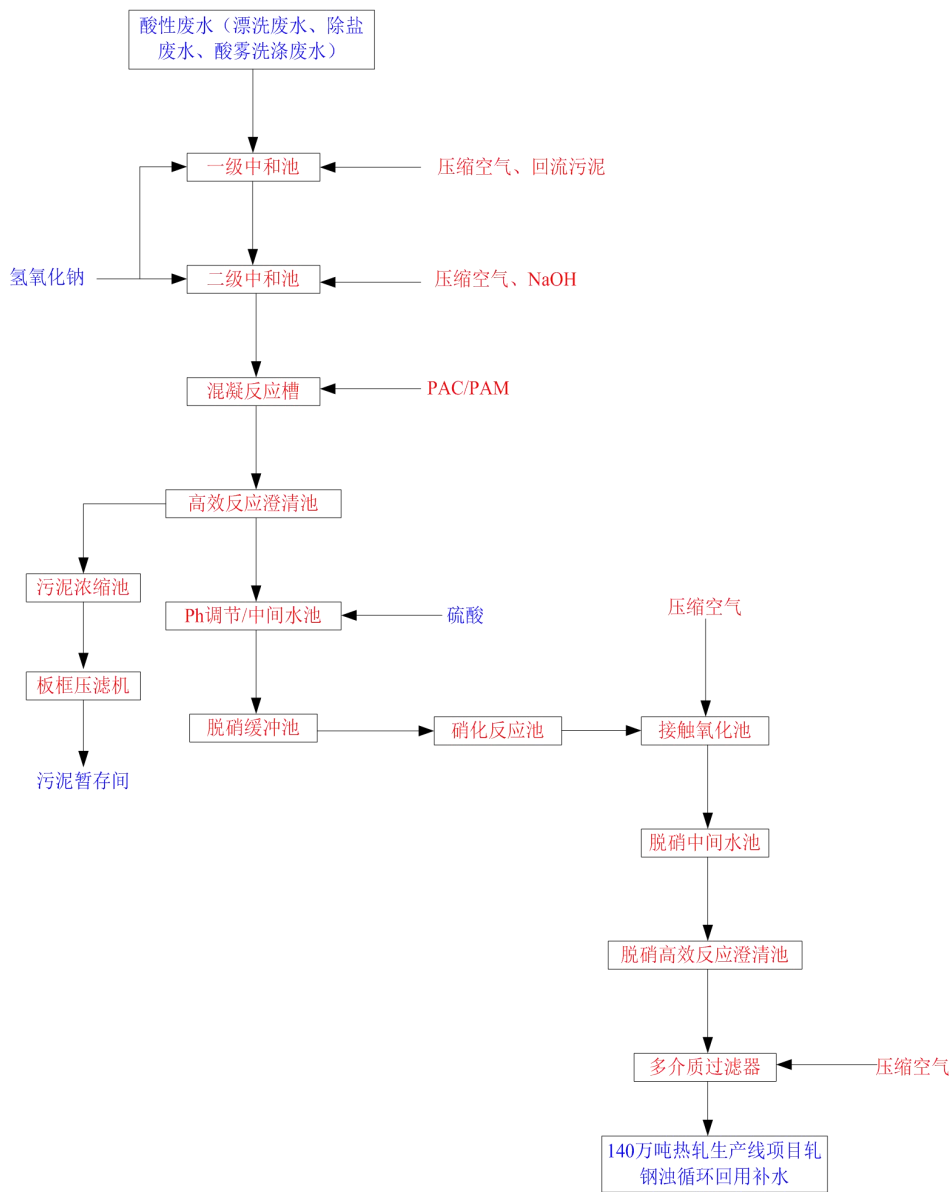 酸性废水（漂洗废水、除盐
废水、酸雾洗涤废水）
一级中和池
压缩空气、回流污泥
氢氧化钠
二级中和池
压缩空气、NaOH
混凝反应槽
PAC/PAM
高效反应澄清池
污泥浓缩池
Ph调节/中间水池
硫酸
压缩空气
板框压滤机
脱硝缓冲池
硝化反应池
接触氧化池
污泥暂存间
脱硝中间水池
脱硝高效反应澄清池
多介质过滤器
压缩空气
140万吨热轧生产线项目轧
钢浊循环回用补水